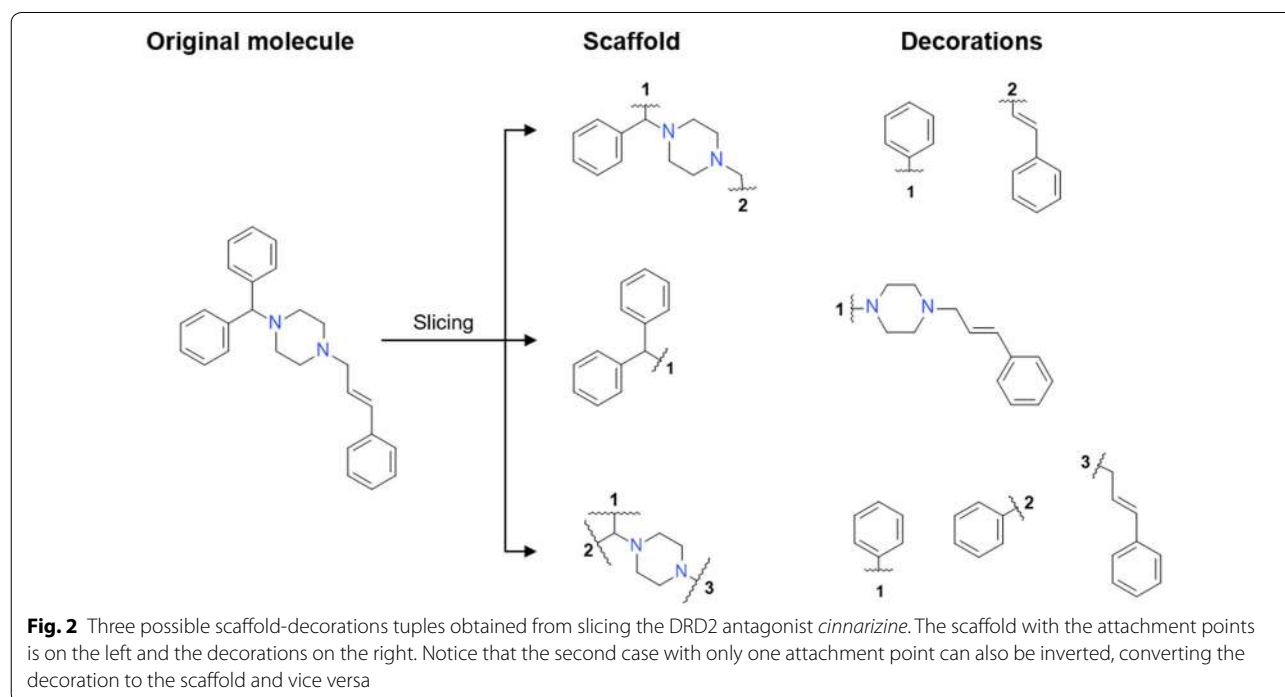 Original molecule
Scaffold
Decorations
1
N
N
2
1
2
N
N
Slicing
1
1
N
N
1
2
N
N
3
1
2
3
Fig. 2 Three possible scaffold-decorations tuples obtained from slicing the DRD2 antagonist cinnarizine. The scaffold with the attachment points
is on the left and the decorations on the right. Notice that the second case with only one attachment point can also be inverted, converting the
decoration to the scaffold and vice versa